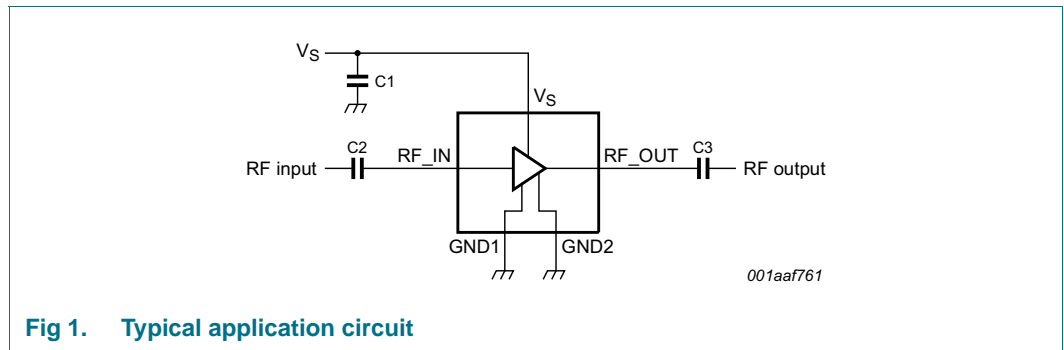 VS
C1
VS
C2
RF_IN
RF_OUT
C3
RF input
RF output
GND1
GND2
001aaf761
Fig 1. Typical application circuit